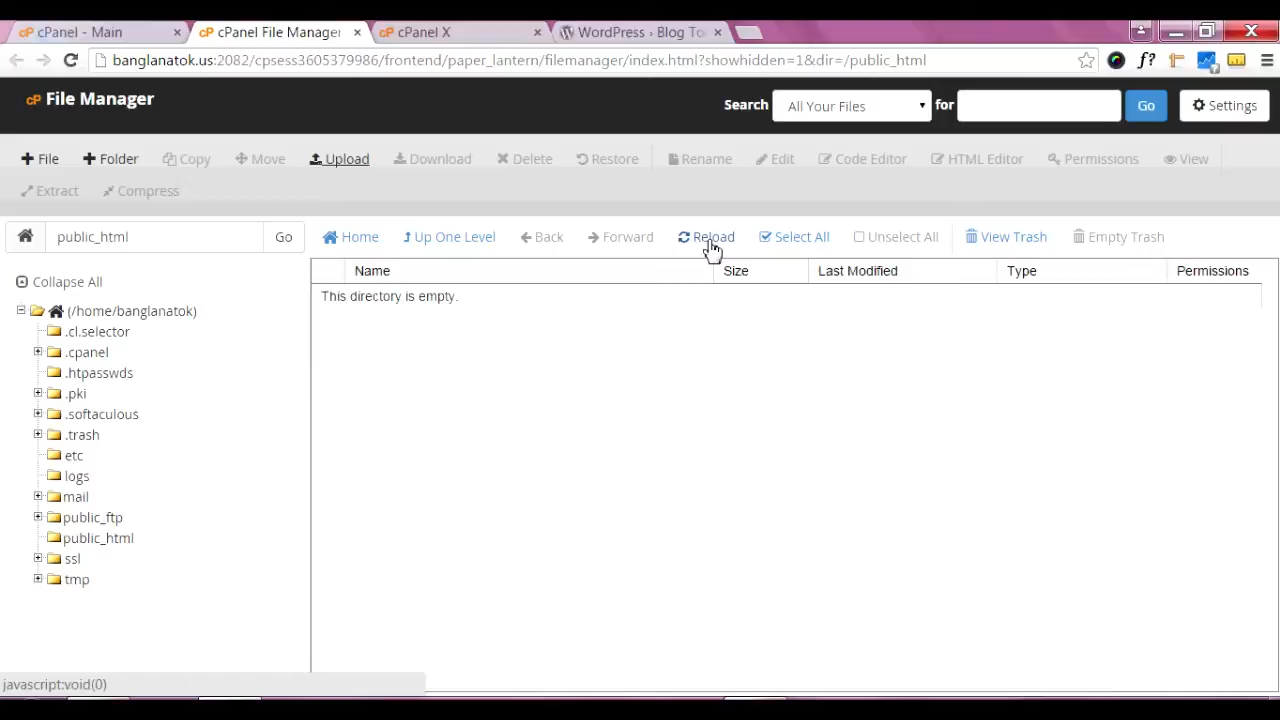 cP cPanel - Main
cP cPanel File Manager
cP cPanel X
WordPress › Blog To
banglanatok.us:2082/cpsess3605379986/frontend/paper_lantern/filemanager/index.html?showhidden=1&dir=/public_html
f?
cP File Manager
Search All Your Files for Go Settings
+ File + Folder Copy Move Upload Download Delete Restore Rename Edit Code Editor HTML Editor Permissions View
Extract Compress
public_html Go Home Up One Level Back Forward Reload Select All Unselect All View Trash Empty Trash
Name Size Last Modified Type Permissions
This directory is empty.
Collapse All
(/home/banglanatok)
.cl.selector
.cpanel
.htpasswds
.pki
.softaculous
.trash
etc
logs
mail
public_ftp
public_html
ssl
tmp
javascript:void(0)